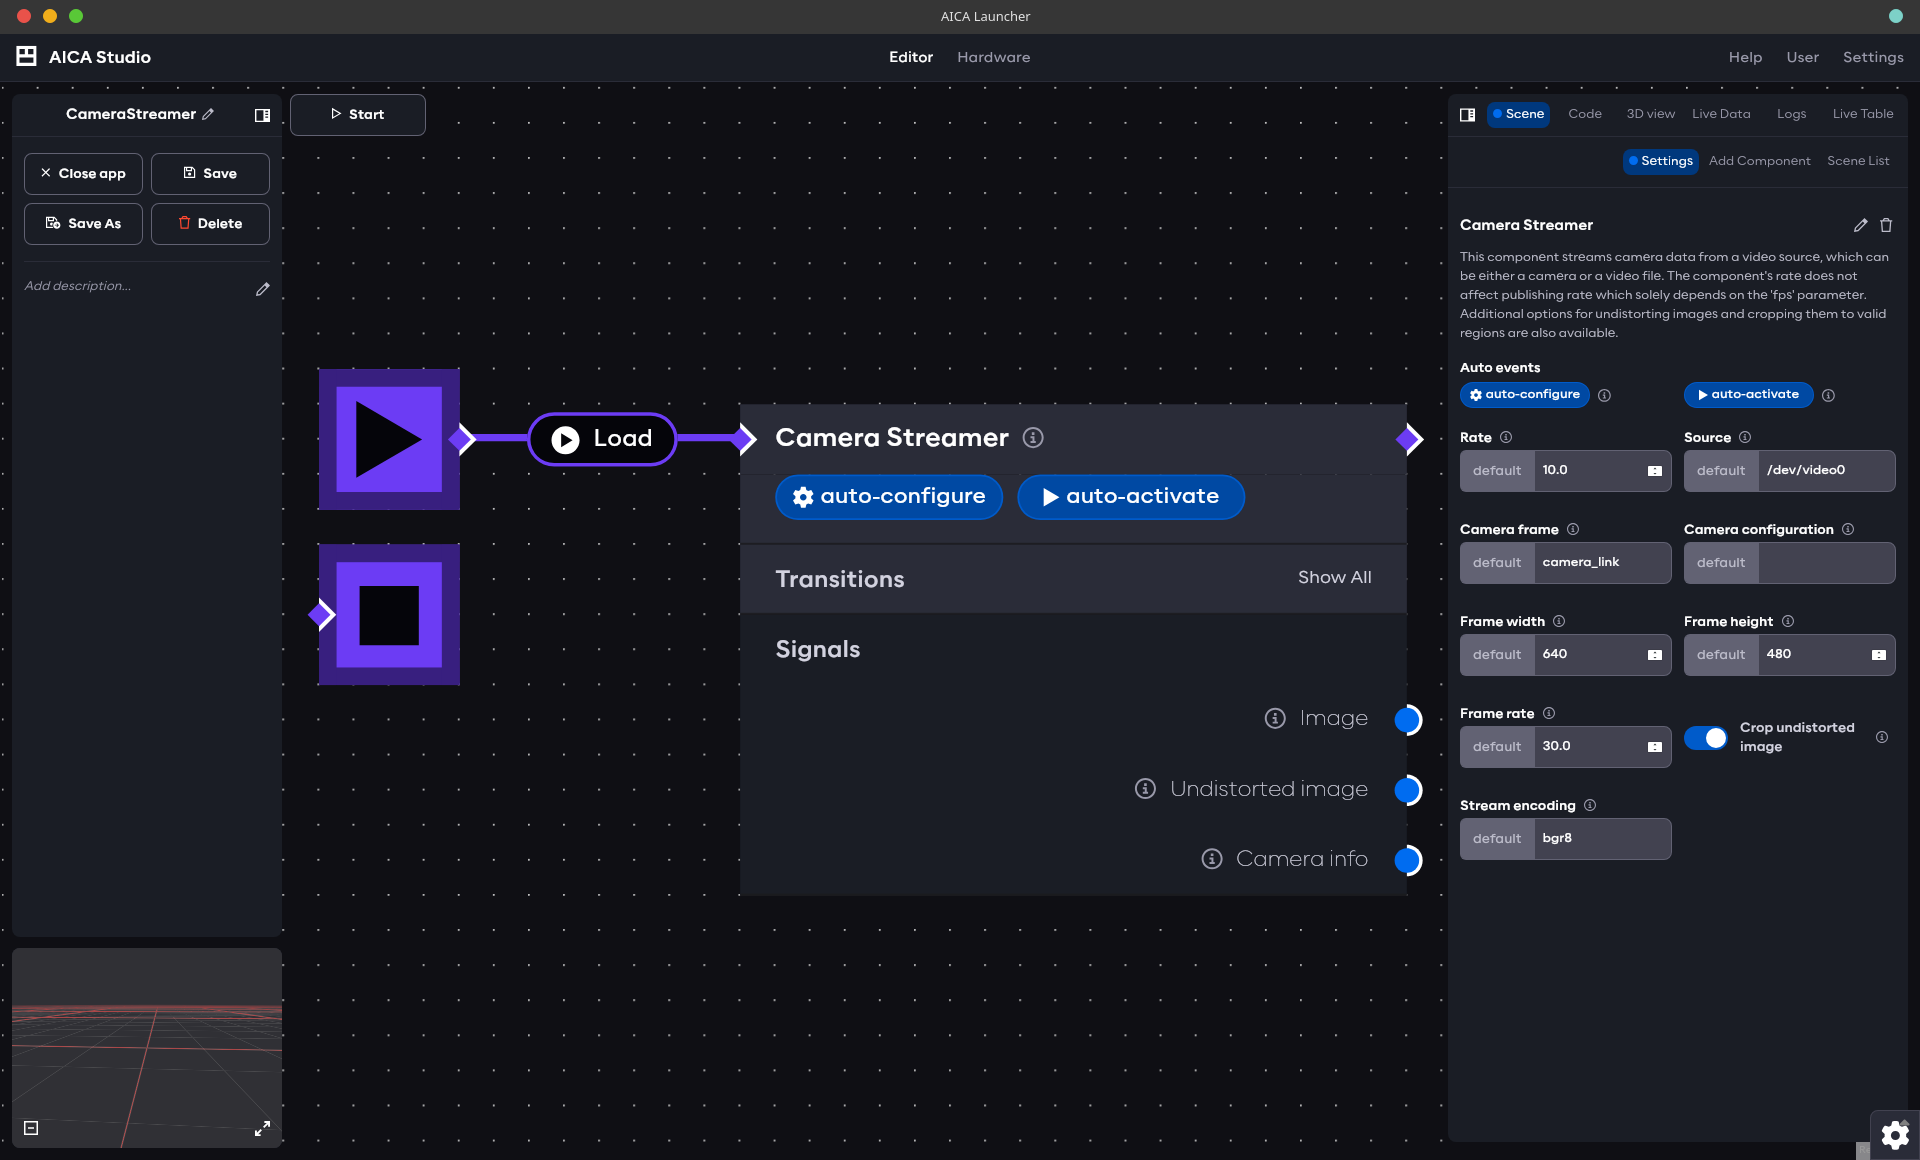 AICA Launcher
AICA Studio
Editor
Hardware
Help
User
Settings
CameraStreamer
Close app
Save
Save As
Delete
Add description...
Start
Load
Camera Streamer
auto-configure
auto-activate
Transitions
Show All
Signals
Image
Undistorted image
Camera info
Scene
Code
3D view
Live Data
Logs
Live Table
Settings
Add Component
Scene List
Camera Streamer
This component streams camera data from a video source, which can
be either a camera or a video file. The component's rate does not
affect publishing rate which solely depends on the 'fps' parameter.
Additional options for undistorting images and cropping them to valid
regions are also available.
Auto events
auto-configure
auto-activate
Rate
Source
default 10.0
default /dev/video0
Camera frame
Camera configuration
default camera_link
default
Frame width
Frame height
default 640
default 480
Frame rate
default 30.0
Crop undistorted
image
Stream encoding
default bgr8